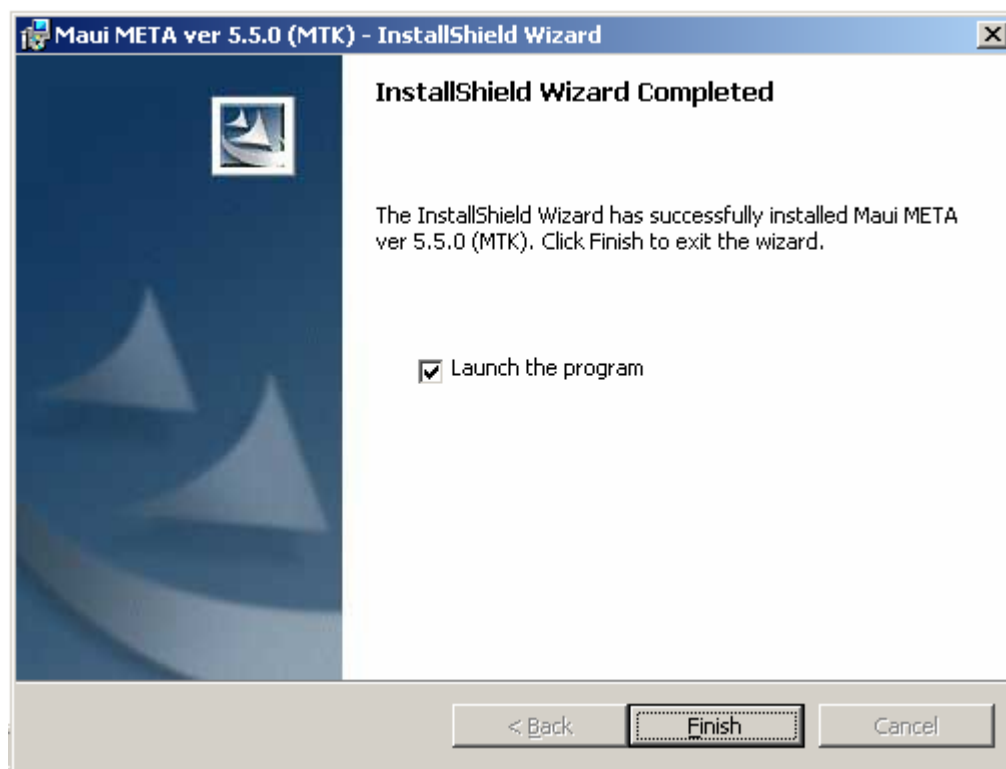 Maui META ver 5.5.0 (MTK) - InstallShield Wizard
InstallShield Wizard Completed
The InstallShield Wizard has successfully installed Maui META
ver 5.5.0 (MTK). Click Finish to exit the wizard.
Launch the program
< Back
Finish
Cancel